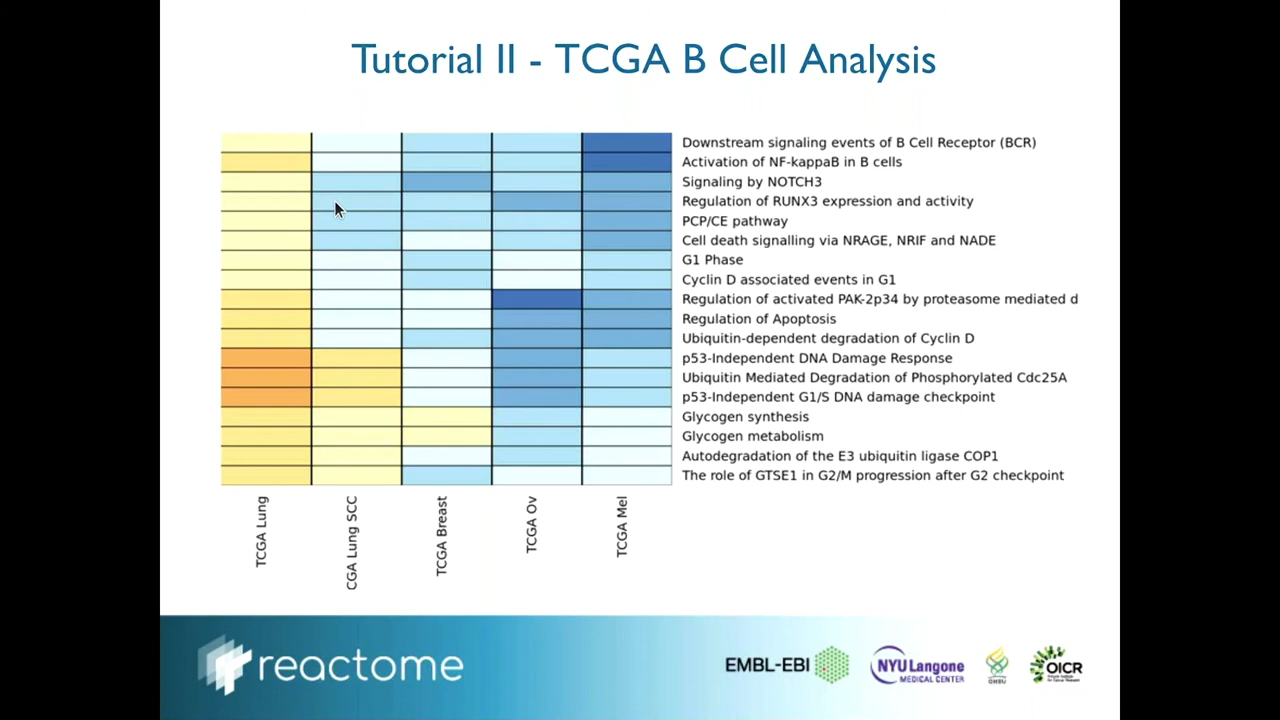 Tutorial II - TCGA B Cell Analysis
Downstream signaling events of B Cell Receptor (BCR)
Activation of NF-kappaB in B cells
Signaling by NOTCH3
Regulation of RUNX3 expression and activity
PCP/CE pathway
Cell death signalling via NRAGE, NRIF and NADE
G1 Phase
Cyclin D associated events in G1
Regulation of activated PAK-2p34 by proteasome mediated d
Regulation of Apoptosis
Ubiquitin-dependent degradation of Cyclin D
p53-Independent DNA Damage Response
Ubiquitin Mediated Degradation of Phosphorylated Cdc25A
p53-Independent G1/S DNA damage checkpoint
Glycogen synthesis
Glycogen metabolism
Autodegradation of the E3 ubiquitin ligase COP1
The role of GTSE1 in G2/M progression after G2 checkpoint
TCGA Lung
CGA Lung SCC
TCGA Breast
TCGA Ov
TCGA Mel
reactome
EMBL-EBI
NYU Langone
MEDICAL CENTER
OHSU
OICR